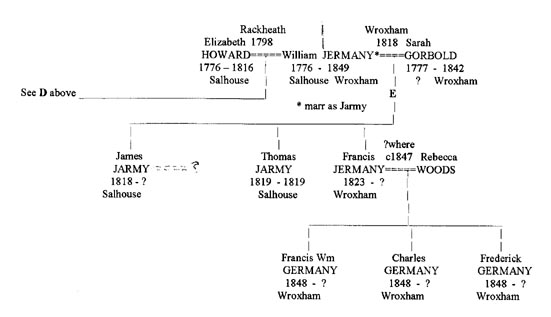 Rackheath Wroxham
Elizabeth 1798 1818 Sarah
HOWARD=====William JERMANY*=====GORBOLD
1776 – 1816 1776 - 1849 1777 - 1842
Salhouse Salhouse Wroxham ? Wroxham
See D above E
* marr as Jarmy
?where
James Thomas Francis c1847 Rebecca
JARMY ==== ? JARMY JERMANY=====WOODS
1818 - ? 1819 - 1819 1823 - ?
Salhouse Salhouse Wroxham
Francis Wm Charles Frederick
GERMANY GERMANY GERMANY
1848 - ? 1848 - ? 1848 - ?
Wroxham Wroxham Wroxham